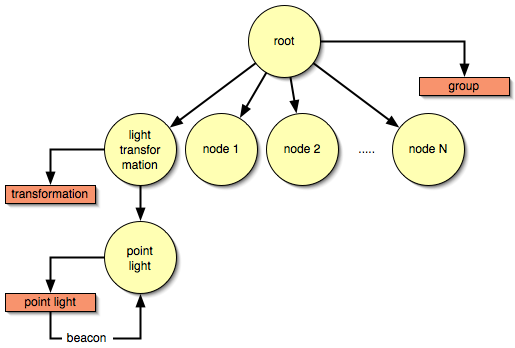 root
group
light
transfor
mation
node 1
node 2
.....
node N
transformation
point
light
point light
beacon